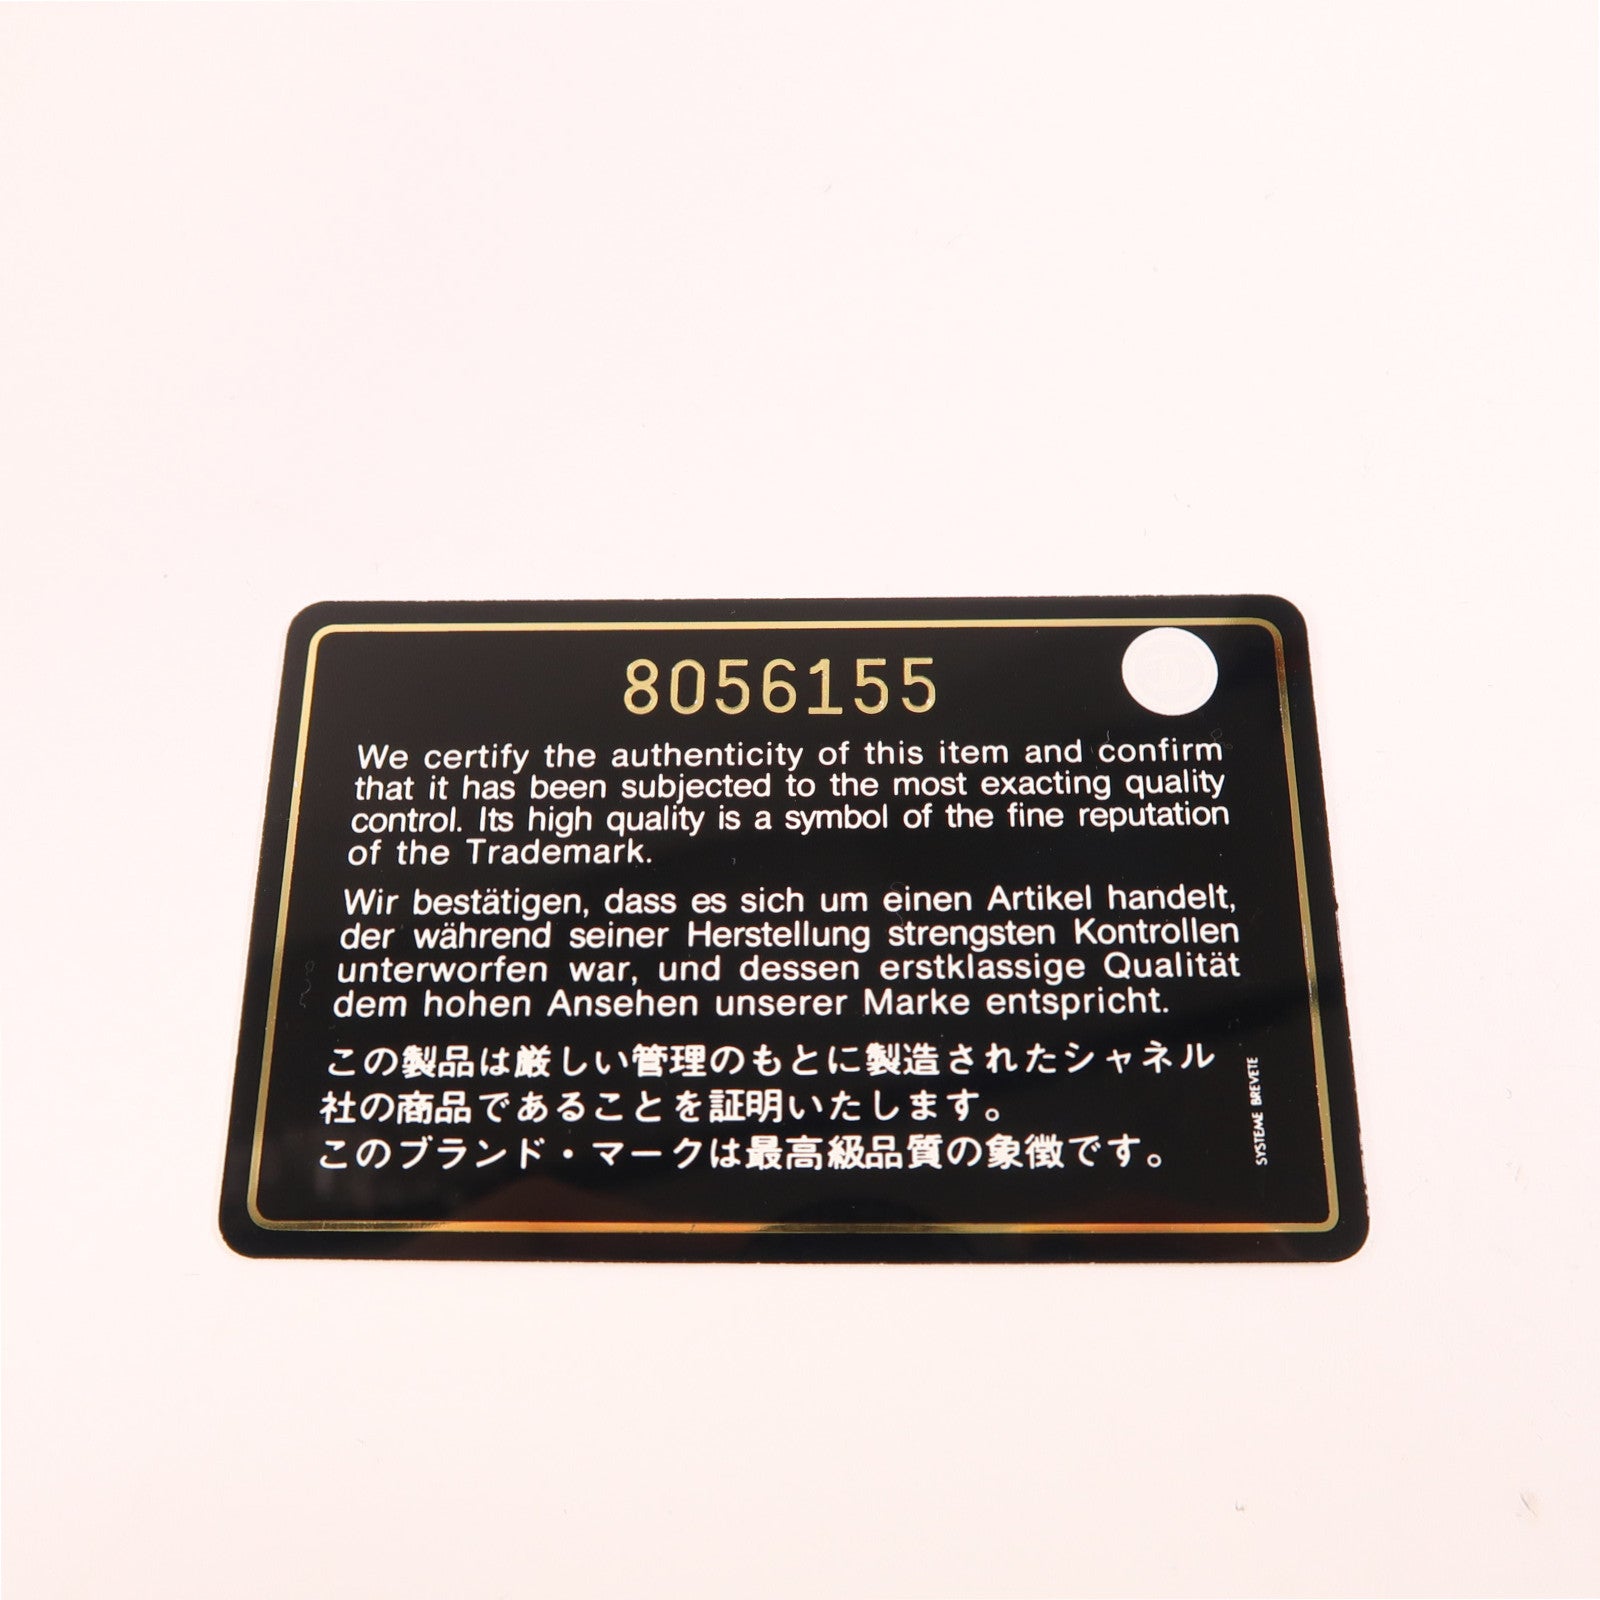 8056155
We certify the authenticity of this item and confirm
that it has been subjected to the most exacting quality
control. Its high quality is a symbol of the fine reputation
of the Trademark.
Wir bestätigen, dass es sich um einen Artikel handelt,
der während seiner Herstellung strengsten Kontrollen
unterworfen war, und dessen erstklassige Qualität
dem hohen Ansehen unserer Marke entspricht.
この製品は厳しい管理のもとに製造されたシャネル
社の商品であることを証明いたします。
このブランド・マークは最高級品質の象徴です。
SYSTEME BREVETE